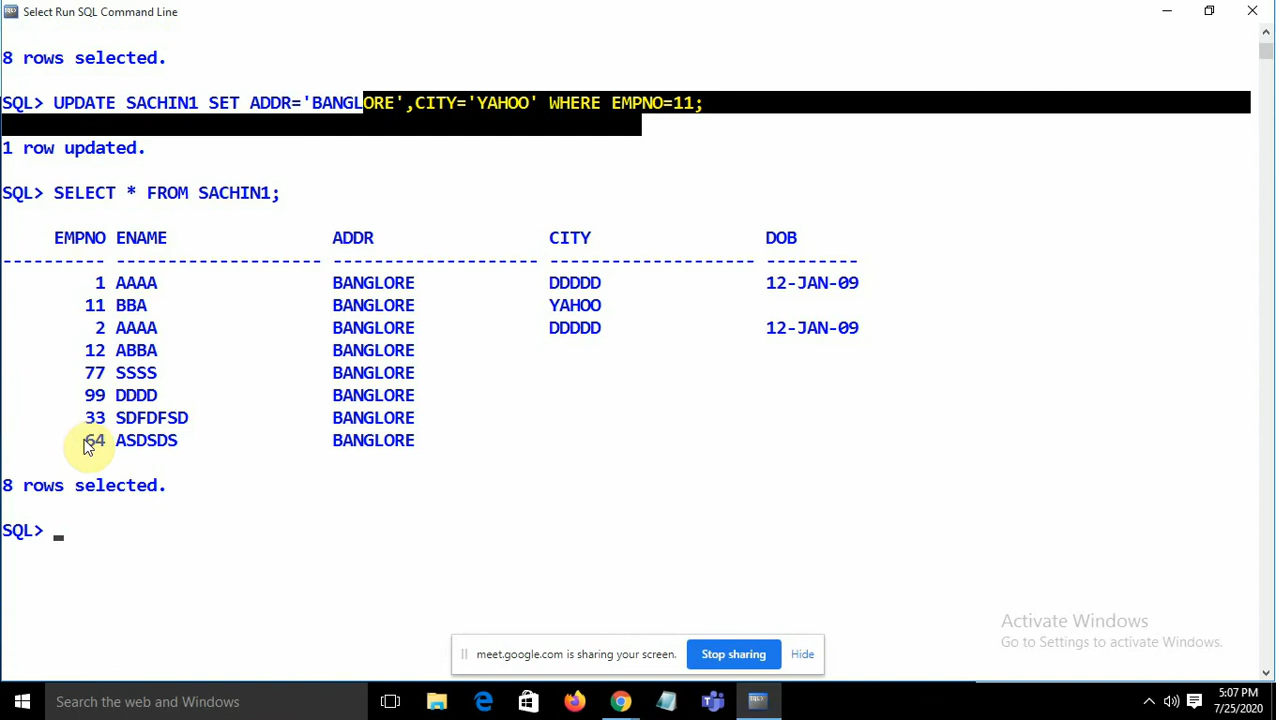 Select Run SQL Command Line
8 rows selected.
SQL> UPDATE SACHIN1 SET ADDR='BANGLORE',CITY='YAHOO' WHERE EMPNO=11;
1 row updated.
SQL> SELECT * FROM SACHIN1;
EMPNO ENAME ADDR CITY DOB
---------- -------------------- -------------------- -------------------- ---------
1 AAAA BANGLORE DDDDD 12-JAN-09
11 BBA BANGLORE YAHOO
2 AAAA BANGLORE DDDDD 12-JAN-09
12 ABBA BANGLORE
77 SSSS BANGLORE
99 DDDD BANGLORE
33 SDFDFSD BANGLORE
64 ASDSDS BANGLORE
8 rows selected.
SQL>
Activate Windows
Go to Settings to activate Windows.
meet.google.com is sharing your screen. Stop sharing Hide
Search the web and Windows
5:07 PM
7/25/2020